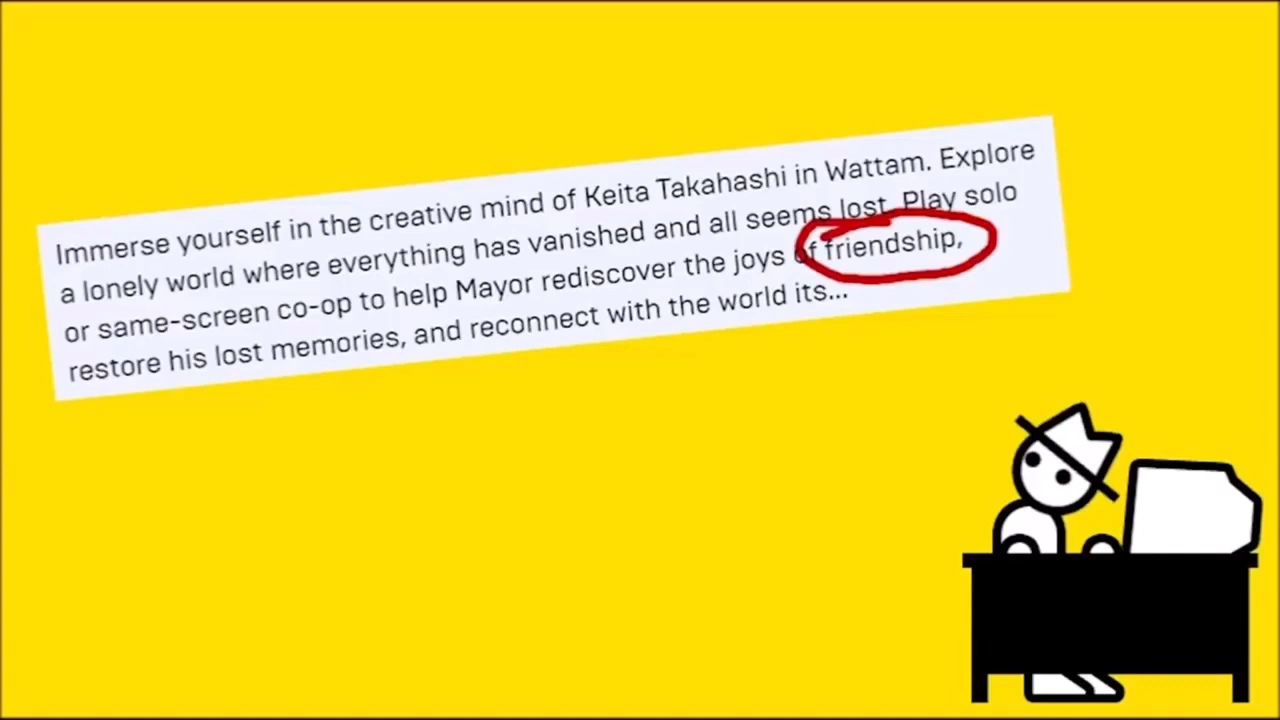 Immerse yourself in the creative mind of Keita Takahashi in Wattam. Explore
a lonely world where everything has vanished and all seems lost. Play solo
or same-screen co-op to help Mayor rediscover the joys of friendship,
restore his lost memories, and reconnect with the world its...